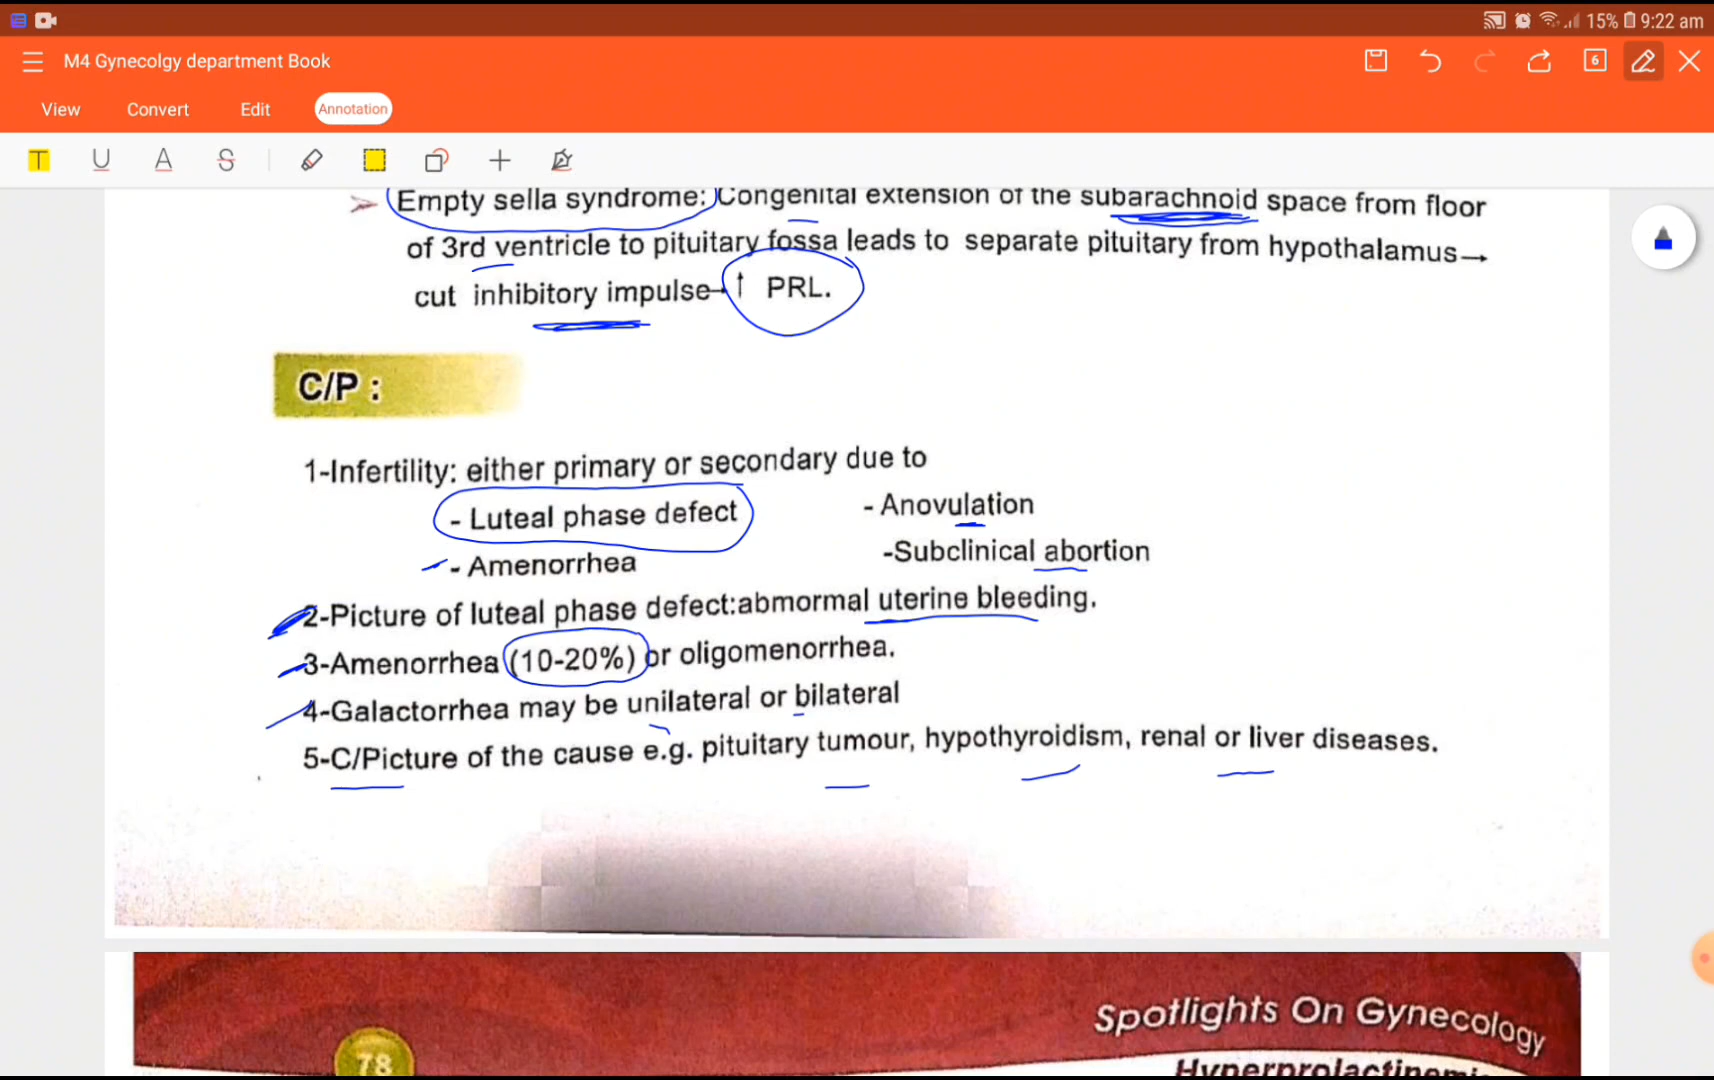 15% 9:22 am
M4 Gynecolgy department Book
6
View Convert Edit Annotation
T U A S
Empty sella syndrome: Congenital extension of the subarachnoid space from floor
of 3rd ventricle to pituitary fossa leads to separate pituitary from hypothalamus→
cut inhibitory impulse→↑ PRL.
C/P :
1-Infertility: either primary or secondary due to
- Luteal phase defect - Anovulation
- Amenorrhea -Subclinical abortion
2-Picture of luteal phase defect:abmormal uterine bleeding.
3-Amenorrhea (10-20%) or oligomenorrhea.
4-Galactorrhea may be unilateral or bilateral
5-C/Picture of the cause e.g. pituitary tumour, hypothyroidism, renal or liver diseases.
Spotlights On Gynecology
78
Hyperprolactinemia